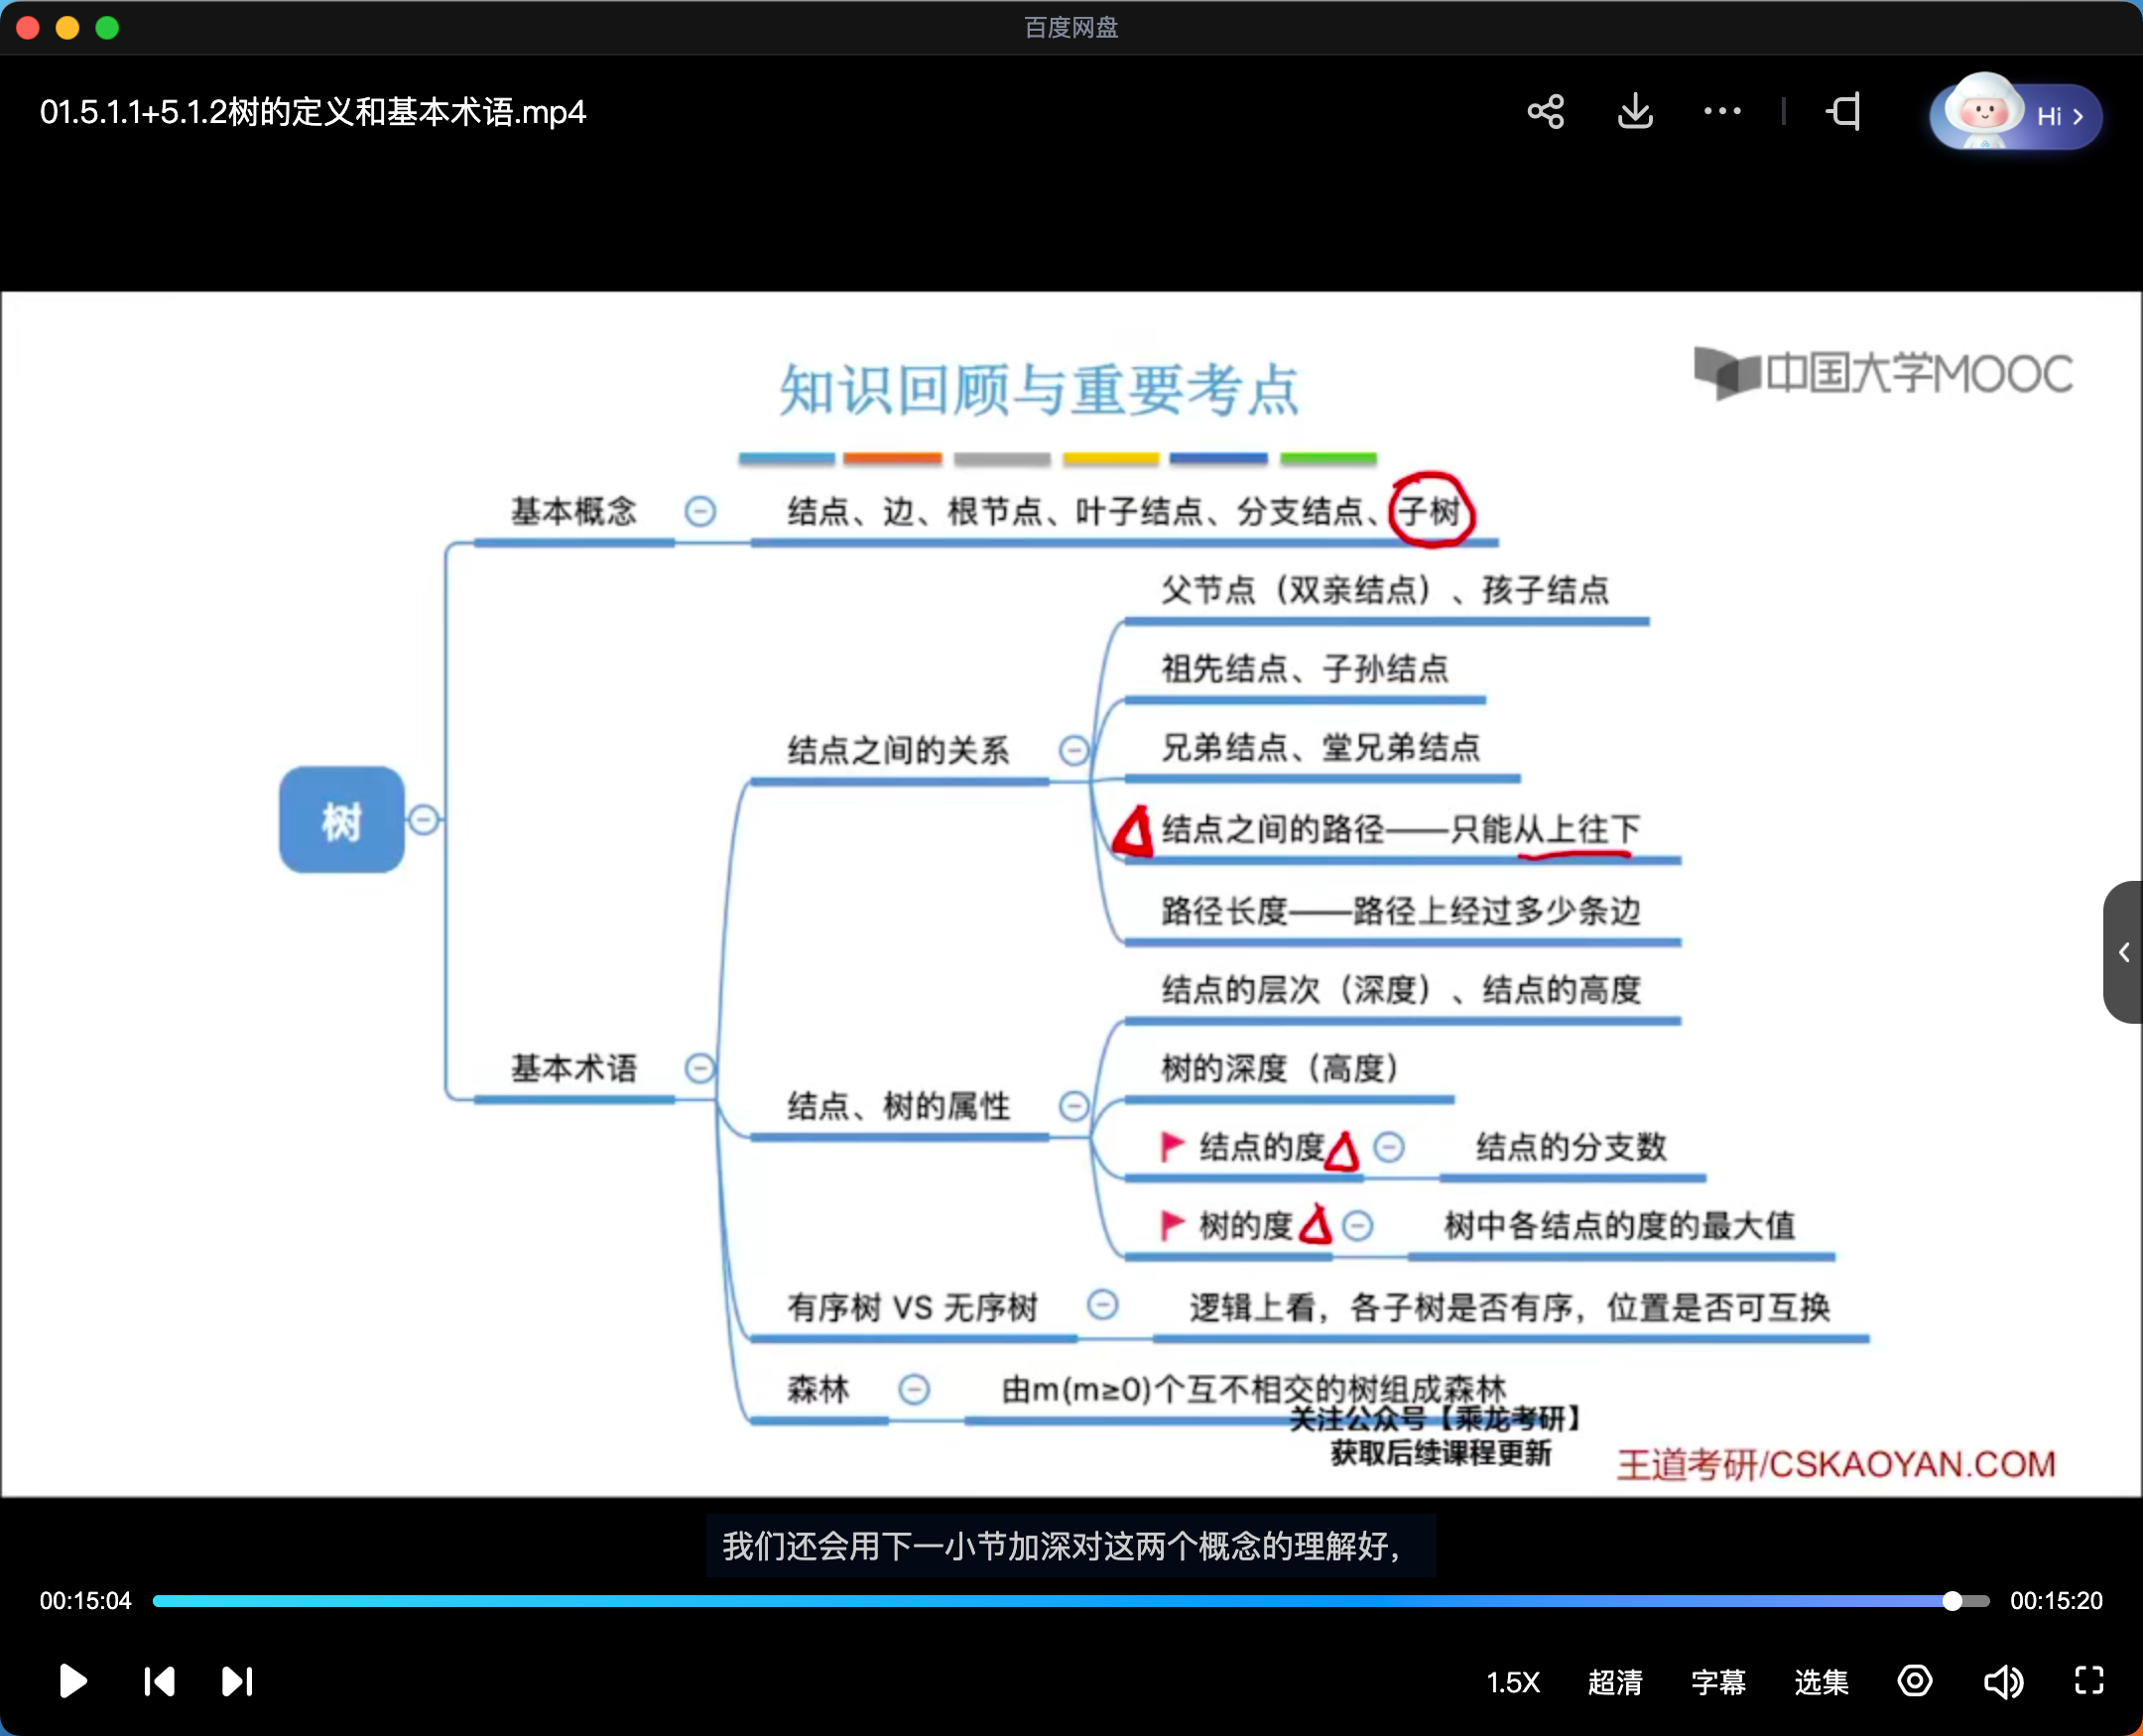 百度网盘
01.5.1.1+5.1.2树的定义和基本术语.mp4
Hi
知识回顾与重要考点
中国大学MOOC
基本概念
结点、边、根节点、叶子结点、分支结点、子树
父节点（双亲结点）、孩子结点
祖先结点、子孙结点
结点之间的关系
兄弟结点、堂兄弟结点
树
结点之间的路径——只能从上往下
路径长度——路径上经过多少条边
结点的层次（深度）、结点的高度
基本术语
树的深度（高度）
结点、树的属性
结点的度
结点的分支数
树的度
树中各结点的度的最大值
有序树 VS 无序树
逻辑上看，各子树是否有序，位置是否可互换
森林
由m(m≥0)个互不相交的树组成森林
关注公众号【乘龙考研】
获取后续课程更新
王道考研/CSKAOYAN.COM
我们还会用下一小节加深对这两个概念的理解好，
00:15:04
00:15:20
1.5X
超清
字幕
选集